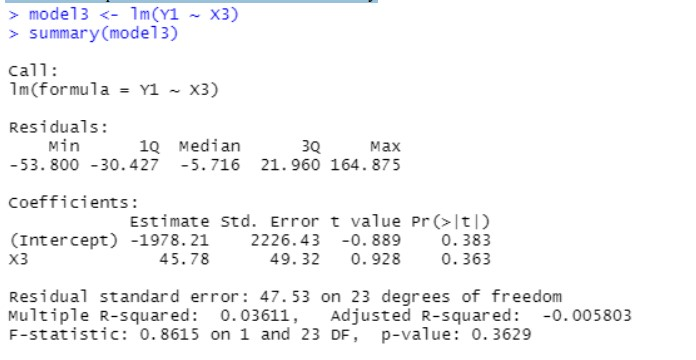 > model3 <- lm(Y1 ~ X3)
> summary(model3)
Call:
lm(formula = Y1 ~ X3)
Residuals:
Min 1Q Median 3Q Max
-53.800 -30.427 -5.716 21.960 164.875
Coefficients:
Estimate Std. Error t value Pr(>|t|)
(Intercept) -1978.21 2226.43 -0.889 0.383
X3 45.78 49.32 0.928 0.363
Residual standard error: 47.53 on 23 degrees of freedom
Multiple R-squared: 0.03611, Adjusted R-squared: -0.005803
F-statistic: 0.8615 on 1 and 23 DF, p-value: 0.3629